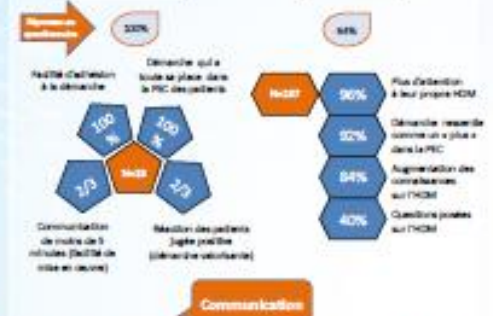 Réponses au
questionnaire
100%
64%
Facilité d'adhésion
à la démarche
Démarche qui a
toute sa place dans
la PEC des patients
100
%
100
%
2/3
2/3
Communication
de moins de 5
minutes (facilité de
mise en œuvre)
Réaction des patients
jugée positive
(démarche valorisante)
96%
Plus d'attention
à leur propre HDM
92%
Démarche ressentie
comme un « plus »
dans la PEC
84%
Augmentation des
connaissances
sur l'HDM
40%
Questions posées
sur l'HDM
Communication